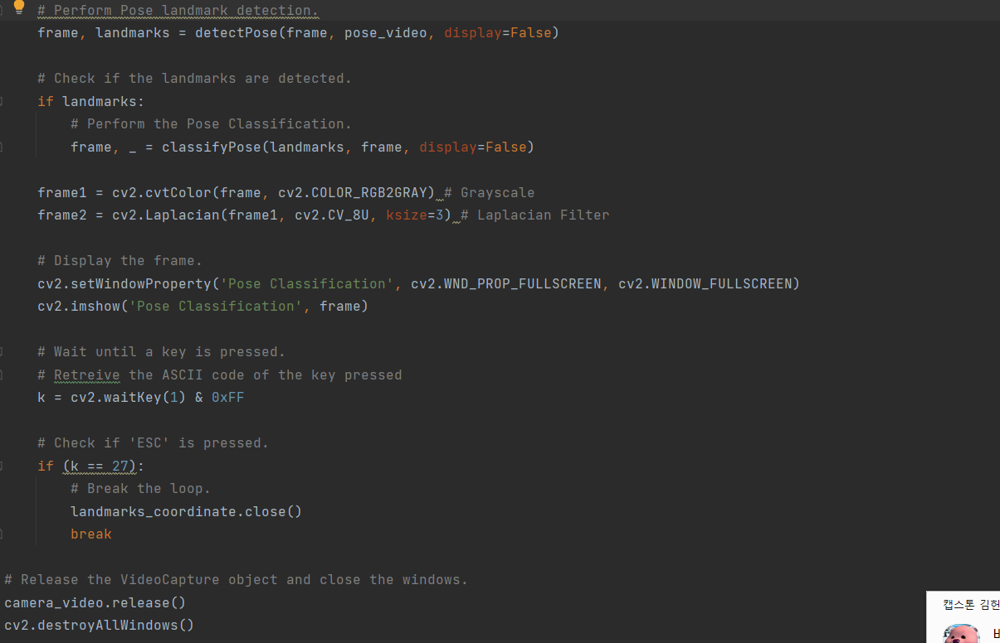 # Perform Pose landmark detection.
frame, landmarks = detectPose(frame, pose_video, display=False)
# Check if the landmarks are detected.
if landmarks:
# Perform the Pose Classification.
frame, _ = classifyPose(landmarks, frame, display=False)
frame1 = cv2.cvtColor(frame, cv2.COLOR_RGB2GRAY) # Grayscale
frame2 = cv2.Laplacian(frame1, cv2.CV_8U, ksize=3) # Laplacian Filter
# Display the frame.
cv2.setWindowProperty('Pose Classification', cv2.WND_PROP_FULLSCREEN, cv2.WINDOW_FULLSCREEN)
cv2.imshow('Pose Classification', frame)
# Wait until a key is pressed.
# Retreive the ASCII code of the key pressed
k = cv2.waitKey(1) & 0xFF
# Check if 'ESC' is pressed.
if (k == 27):
# Break the loop.
landmarks_coordinate.close()
break
# Release the VideoCapture object and close the windows.
camera_video.release()
cv2.destroyAllWindows()
캡스톤